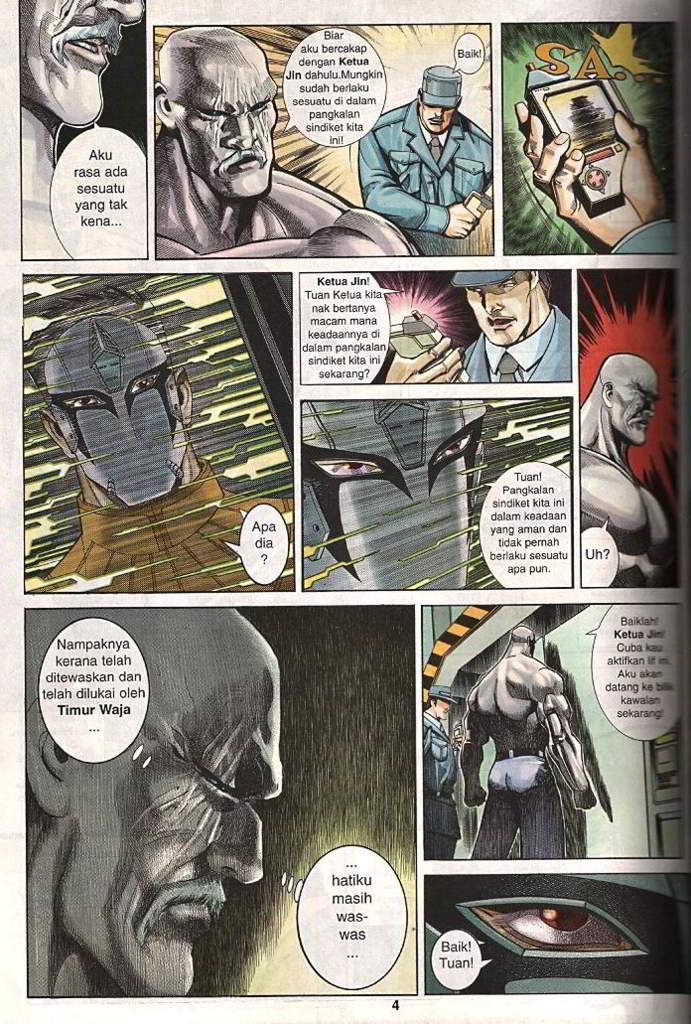 Aku
rasa ada
sesuatu
yang tak
kena...
Biar
aku bercakap
dengan Ketua
Jin dahulu.Mungkin
sudah berlaku
sesuatu di dalam
pangkalan
sindiket kita
ini!
Baik!
SA...
Apa
dia
?
Ketua Jin!
Tuan Ketua kita
nak bertanya
macam mana
keadaannya di
dalam pangkalan
sindiket kita ini
sekarang?
Tuan!
Pangkalan
sindiket kita ini
dalam keadaan
yang aman dan
tidak pernah
berlaku sesuatu
apa pun.
Uh?
Nampaknya
kerana telah
ditewaskan dan
telah dilukai oleh
Timur Waja
...
...
hatiku
masih
was-
was
...
Baiklah!
Ketua Jin!
Cuba kau
aktifkan lif ini.
Aku akan
datang ke bilik
kawalan
sekarang!
Baik!
Tuan!
4